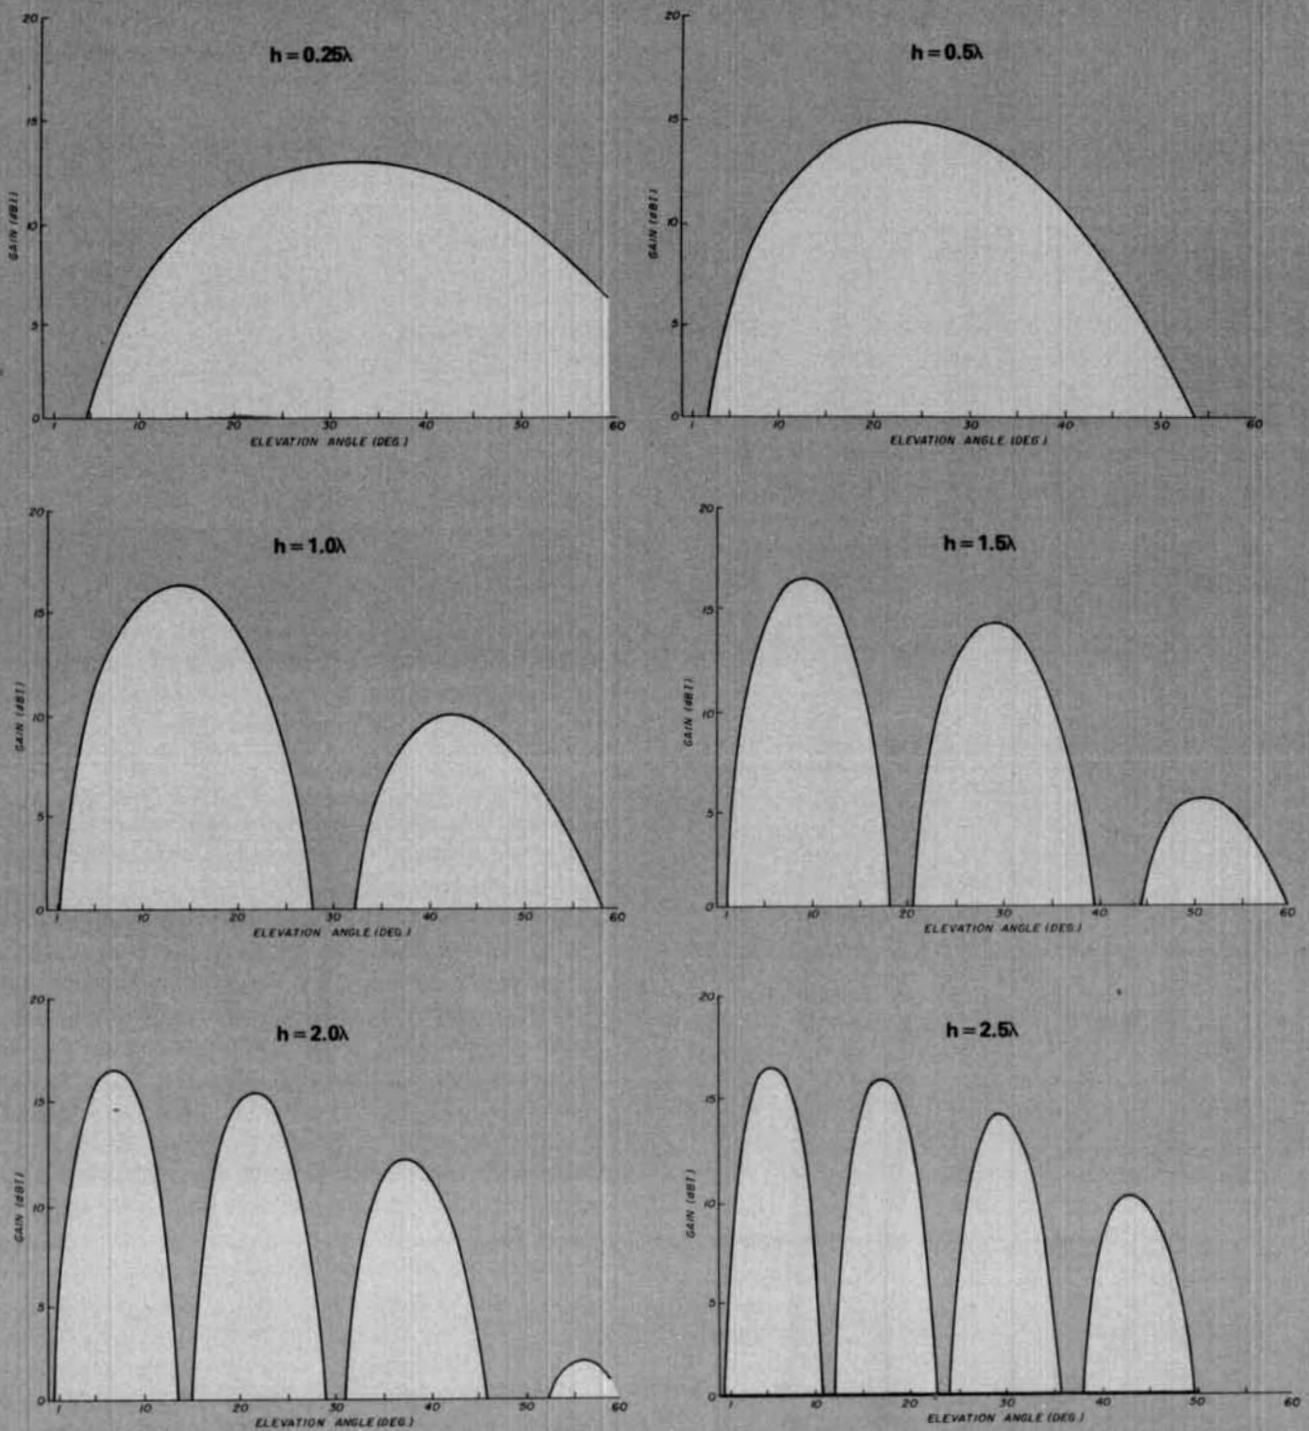 h = 0.25λ
20
15
10
5
0
GAIN (dBI)
1 10 20 30 40 50 60
ELEVATION ANGLE (DEG.)
h = 0.5λ
20
15
10
5
0
GAIN (dBI)
1 10 20 30 40 50 60
ELEVATION ANGLE (DEG.)
h = 1.0λ
20
15
10
5
0
GAIN (dBI)
1 10 20 30 40 50 60
ELEVATION ANGLE (DEG.)
h = 1.5λ
20
15
10
5
0
GAIN (dBI)
1 10 20 30 40 50 60
ELEVATION ANGLE (DEG.)
h = 2.0λ
20
15
10
5
0
GAIN (dBI)
1 10 20 30 40 50 60
ELEVATION ANGLE (DEG.)
h = 2.5λ
20
15
10
5
0
GAIN (dBI)
1 10 20 30 40 50 60
ELEVATION ANGLE (DEG.)